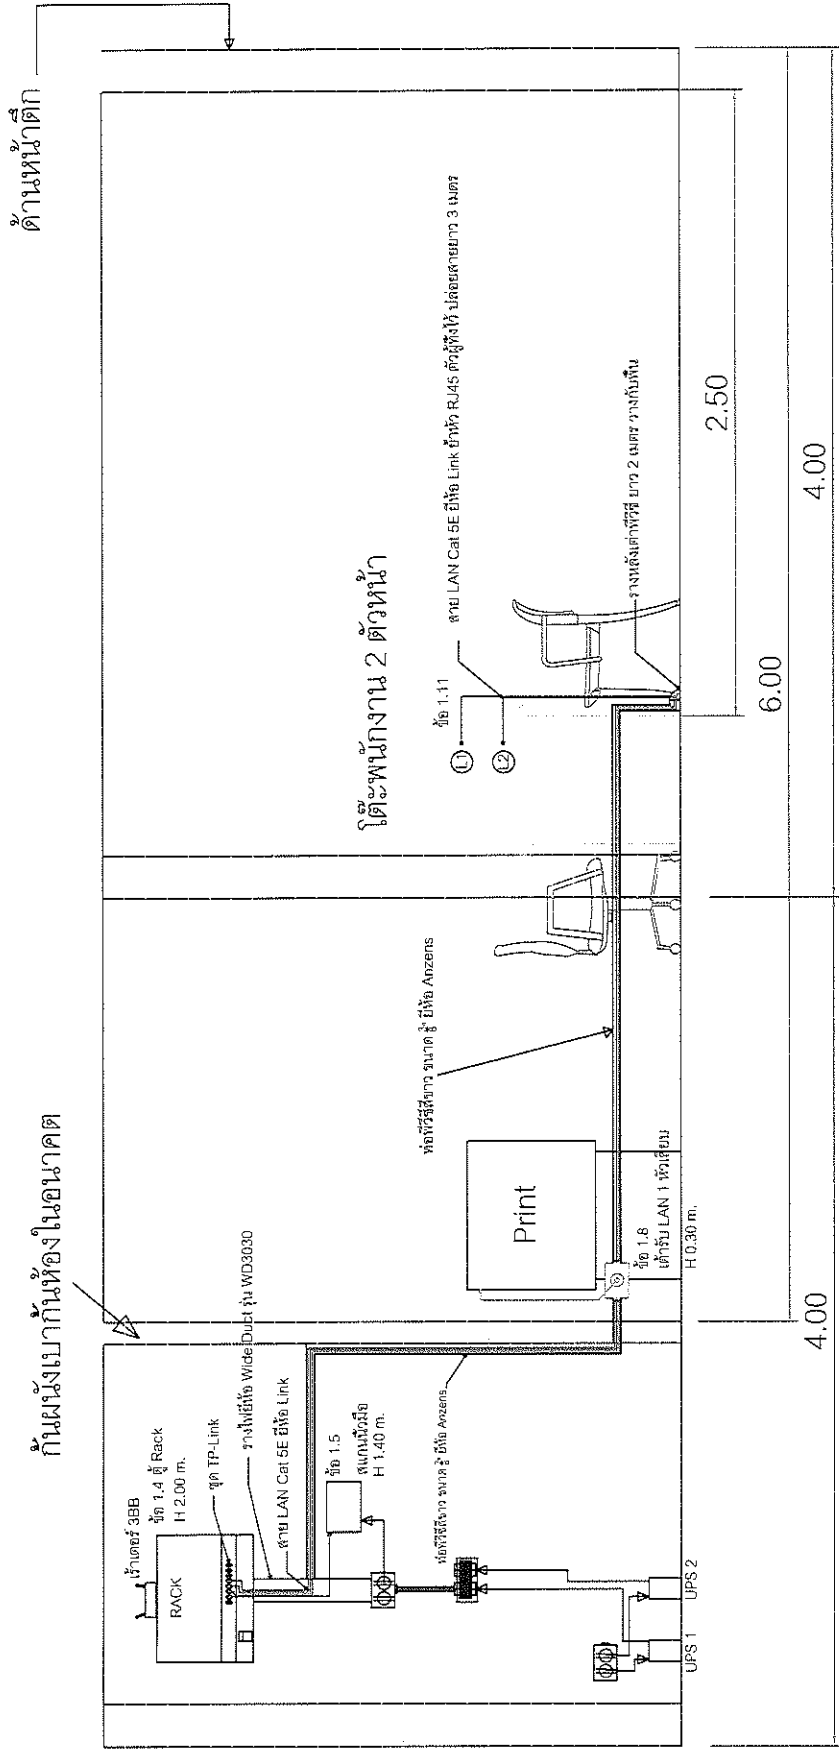 ด้านหน้าตึก
กั้นผนังเบากั้นห้องในอนาคต
เร้าเตอร์ 3BB
ข้อ 1.4 ตู้ Rack
H 2.00 m.
RACK
ชุด TP-Link
รางไฟยี่ห้อ Wide Duct รุ่น WD3030
สาย LAN Cat 5E ยี่ห้อ Link
ข้อ 1.5
สแกนนิ้วมือ
H 1.40 m.
ท่อพีวีซีสีขาว ขนาด ยี่ห้อ Anzens
UPS 1
UPS 2
Print
ข้อ 1.8
เต้ารับ LAN 1 หัวเสียบ
H 0.30 m.
ท่อพีวีซีสีขาว ขนาด ยี่ห้อ Anzens
โต๊ะพนักงาน 2 ตัวหน้า
ข้อ 1.11
L1
L2
สาย LAN Cat 5E ยี่ห้อ Link ย้ำหัว RJ45 ตัวผู้ทิ้งไว้ ปล่อยสายยาว 3 เมตร
รางหลังเต่าพีวีซี ยาว 2 เมตร วางกับพื้น
2.50
6.00
4.00
4.00